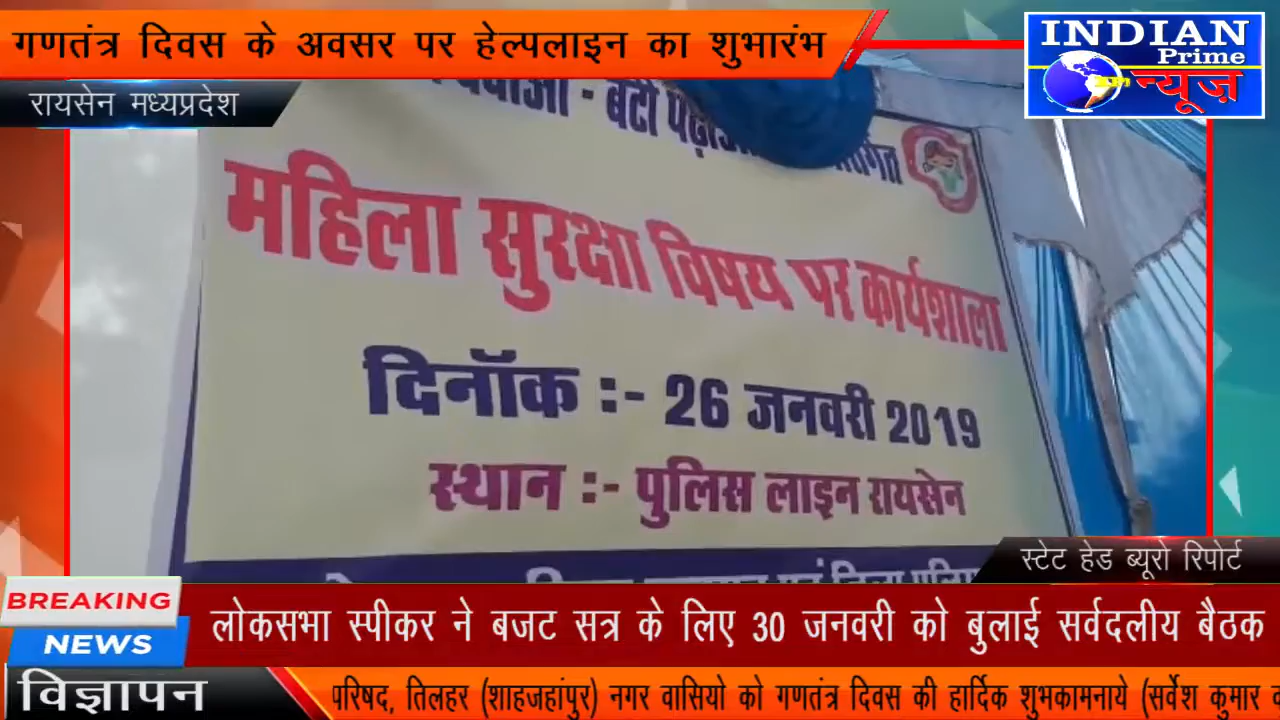 गणतंत्र दिवस के अवसर पर हेल्पलाइन का शुभारंभ
INDIAN
Prime
न्यूज़
रायसेन मध्यप्रदेश
महिला सुरक्षा विषय पर कार्यशाला
दिनॉक :- 26 जनवरी 2019
स्थान :- पुलिस लाइन रायसेन
स्टेट हेड ब्यूरो रिपोर्ट
BREAKING
NEWS
लोकसभा स्पीकर ने बजट सत्र के लिए 30 जनवरी को बुलाई सर्वदलीय बैठक
विज्ञापन
परिषद, तिलहर (शाहजहांपुर) नगर वासियो को गणतंत्र दिवस की हार्दिक शुभकामनाये (सर्वेश कुमार